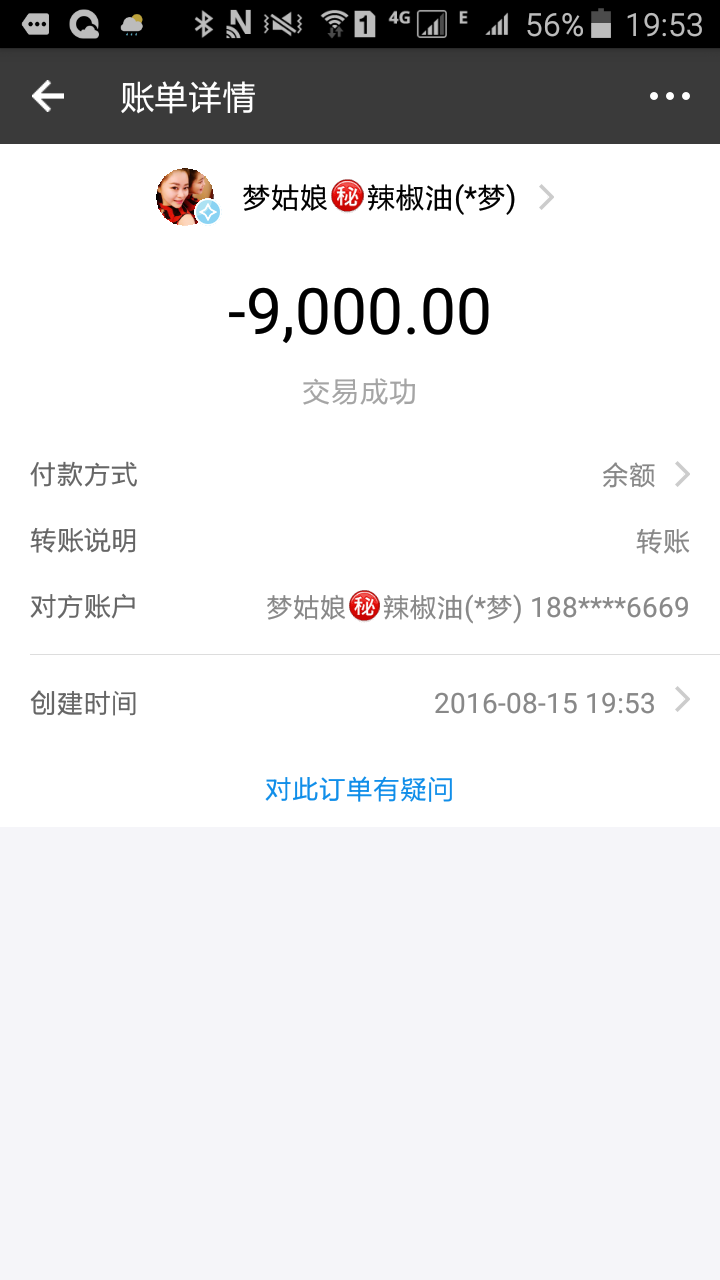 1 4G E 56% 19:53
账单详情
梦姑娘㊙辣椒油(*梦)
-9,000.00
交易成功
付款方式 余额
转账说明 转账
对方账户 梦姑娘㊙辣椒油(*梦) 188****6669
创建时间 2016-08-15 19:53
对此订单有疑问